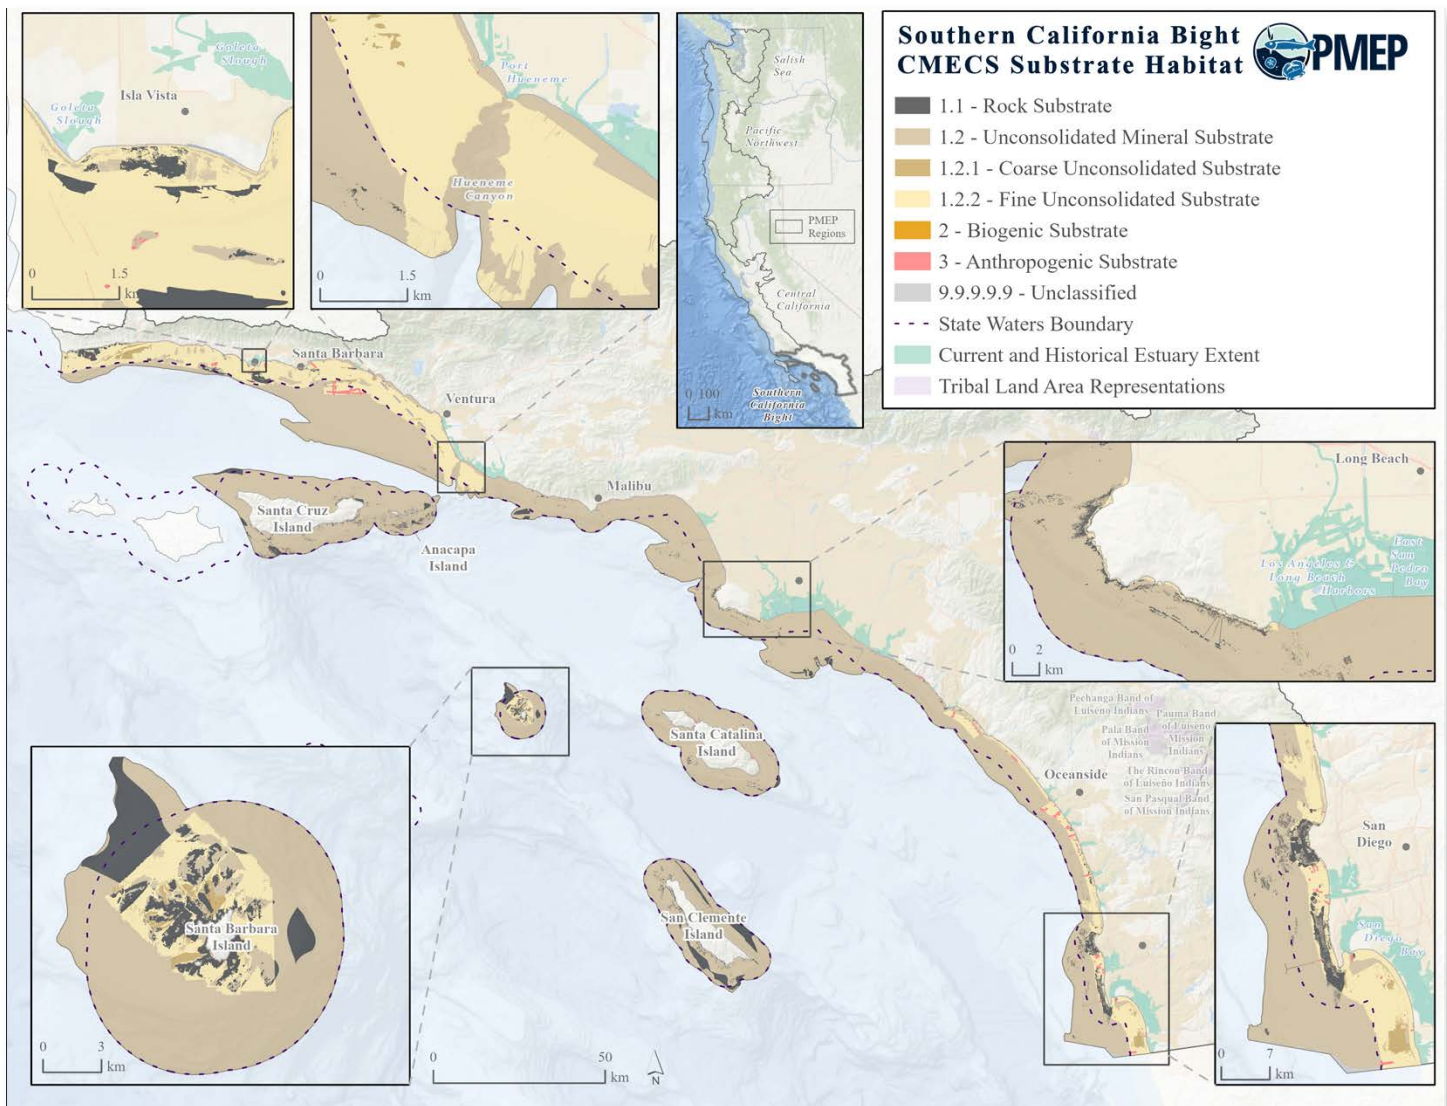 Southern California Bight
CMECS Substrate Habitat
PMEP
1.1 - Rock Substrate
1.2 - Unconsolidated Mineral Substrate
1.2.1 - Coarse Unconsolidated Substrate
1.2.2 - Fine Unconsolidated Substrate
2 - Biogenic Substrate
3 - Anthropogenic Substrate
9.9.9.9.9 - Unclassified
State Waters Boundary
Current and Historical Estuary Extent
Tribal Land Area Representations
Goleta
Slough
Isla Vista
Goleta
Slough
0
1.5
km
Port
Hueneme
Hueneme
Canyon
0
1.5
km
Salish
Sea
Pacific
Northwest
PMEP
Regions
Central
California
Southern
California
Bight
0 100
km
Santa Barbara
Ventura
Malibu
Santa Cruz
Island
Anacapa
Island
Long Beach
Los Angeles &
Long Beach
Harbors
East
San
Pedro
Bay
0 2
km
Santa Catalina
Island
San Clemente
Island
Pechanga Band of
Luiseño Indians
Pauma Band
of Luiseño
Mission
Indians
Pala Band
of Mission
Indians
Oceanside
The Rincon Band
of Luiseño Indians
San Pasqual Band
of Mission Indians
San
Diego
San
Diego
Bay
0 7
km
Santa Barbara
Island
0 3
km
0 50
km
N